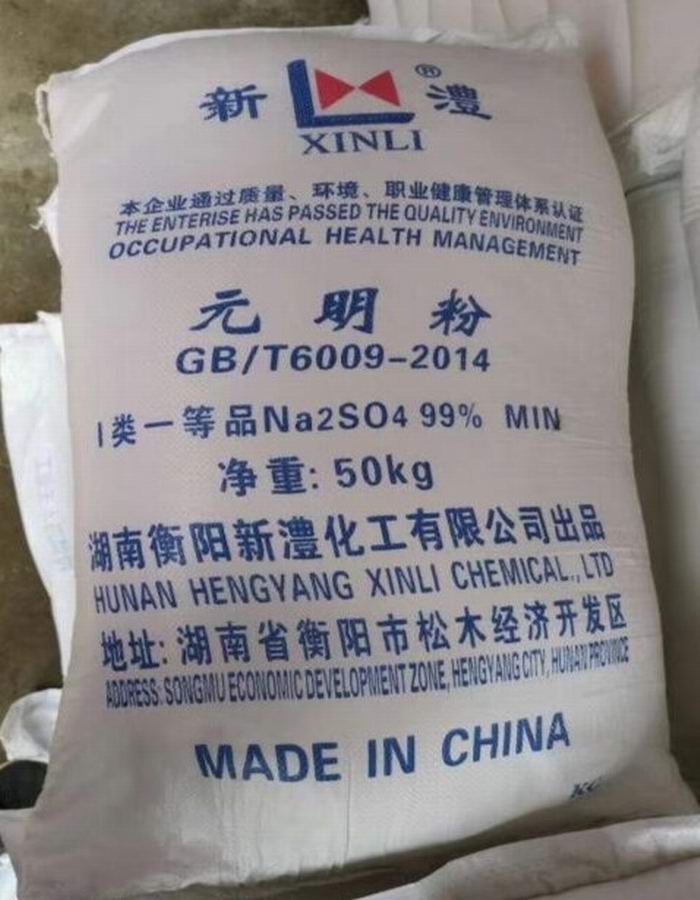 新 澧 ®
XINLI
本企业通过质量、环境、职业健康管理体系认证
THE ENTERISE HAS PASSED THE QUALITY ENVIRONMENT
OCCUPATIONAL HEALTH MANAGEMENT
元明粉
GB/T6009-2014
I类一等品Na2SO4 99% MIN
净重: 50kg
湖南衡阳新澧化工有限公司出品
HUNAN HENGYANG XINLI CHEMICAL.,LTD
地址: 湖南省衡阳市松木经济开发区
ADDRESS: SONGMU ECONOMIC DEVELOPMENT ZONE, HENGYANG CITY, HUNAN PROVINCE
MADE IN CHINA